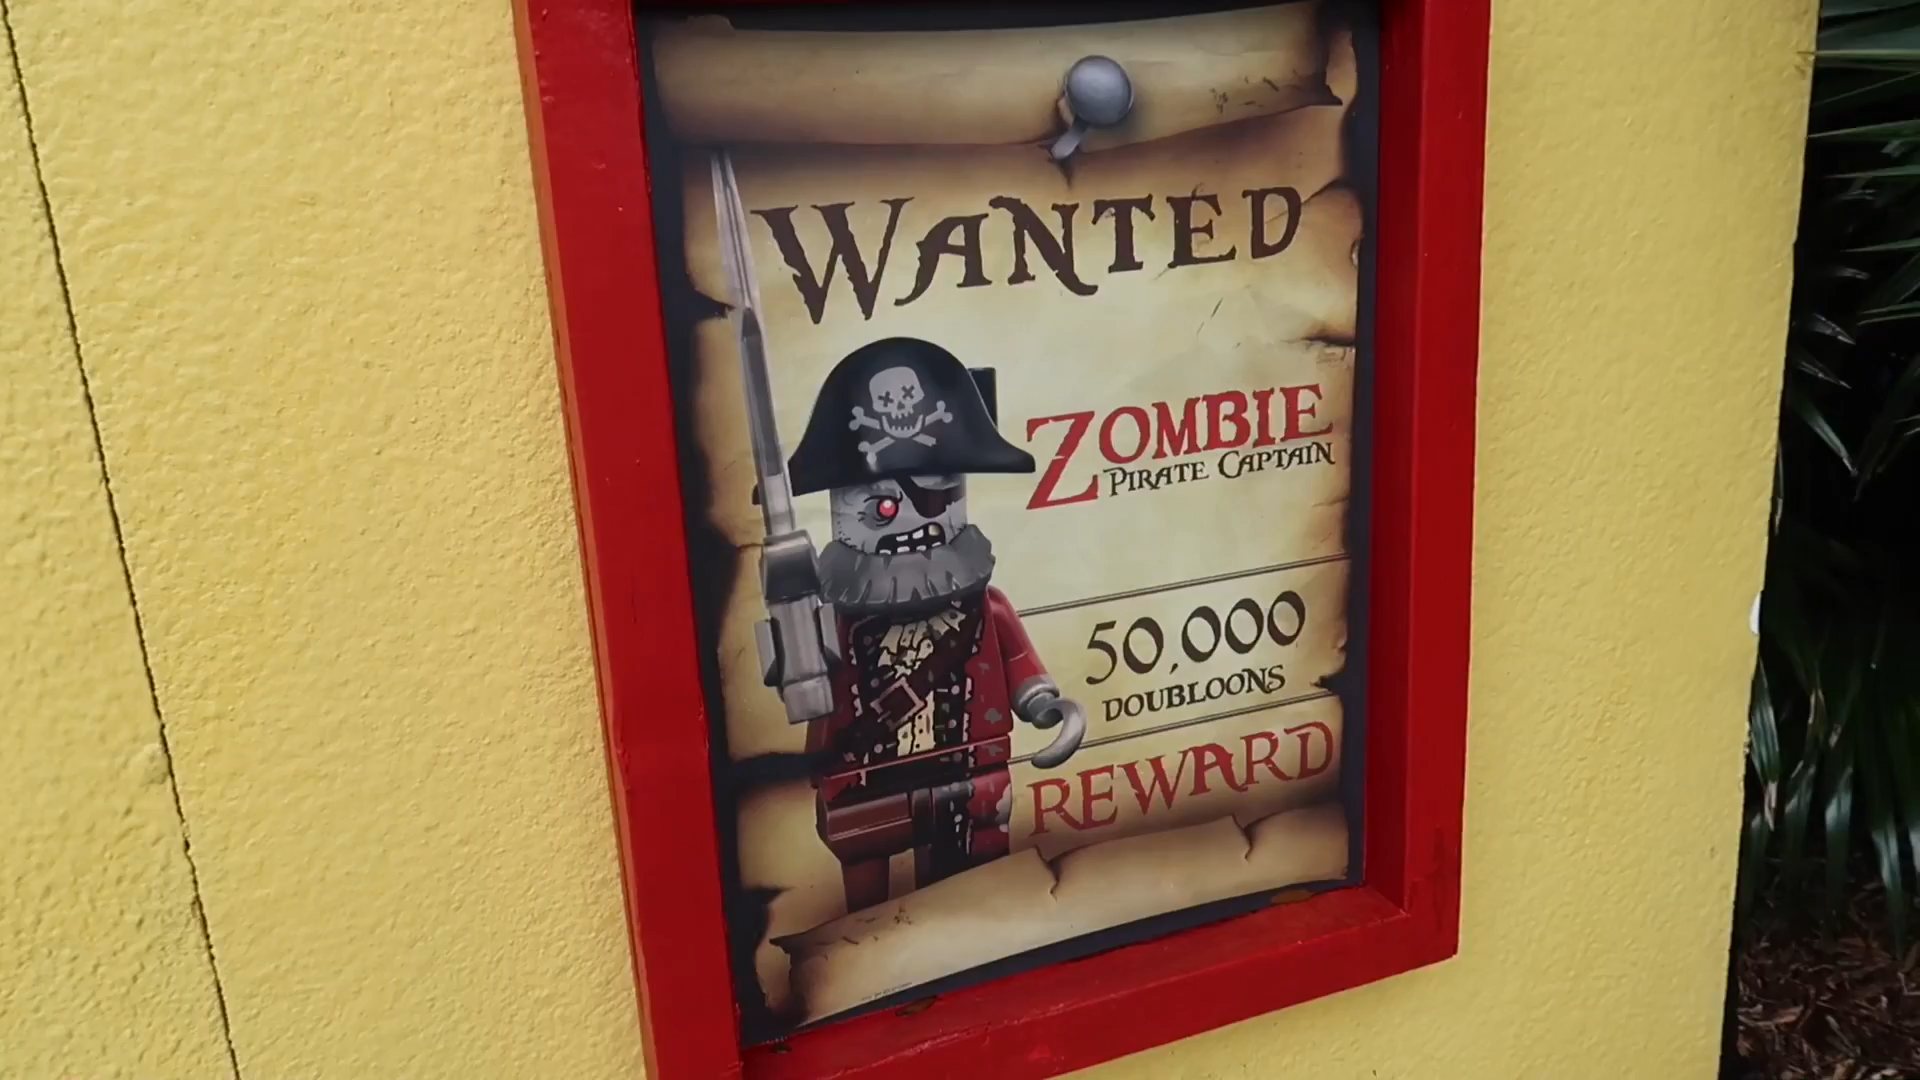 WANTED
ZOMBIE
PIRATE CAPTAIN
50,000
DOUBLOONS
REWARD